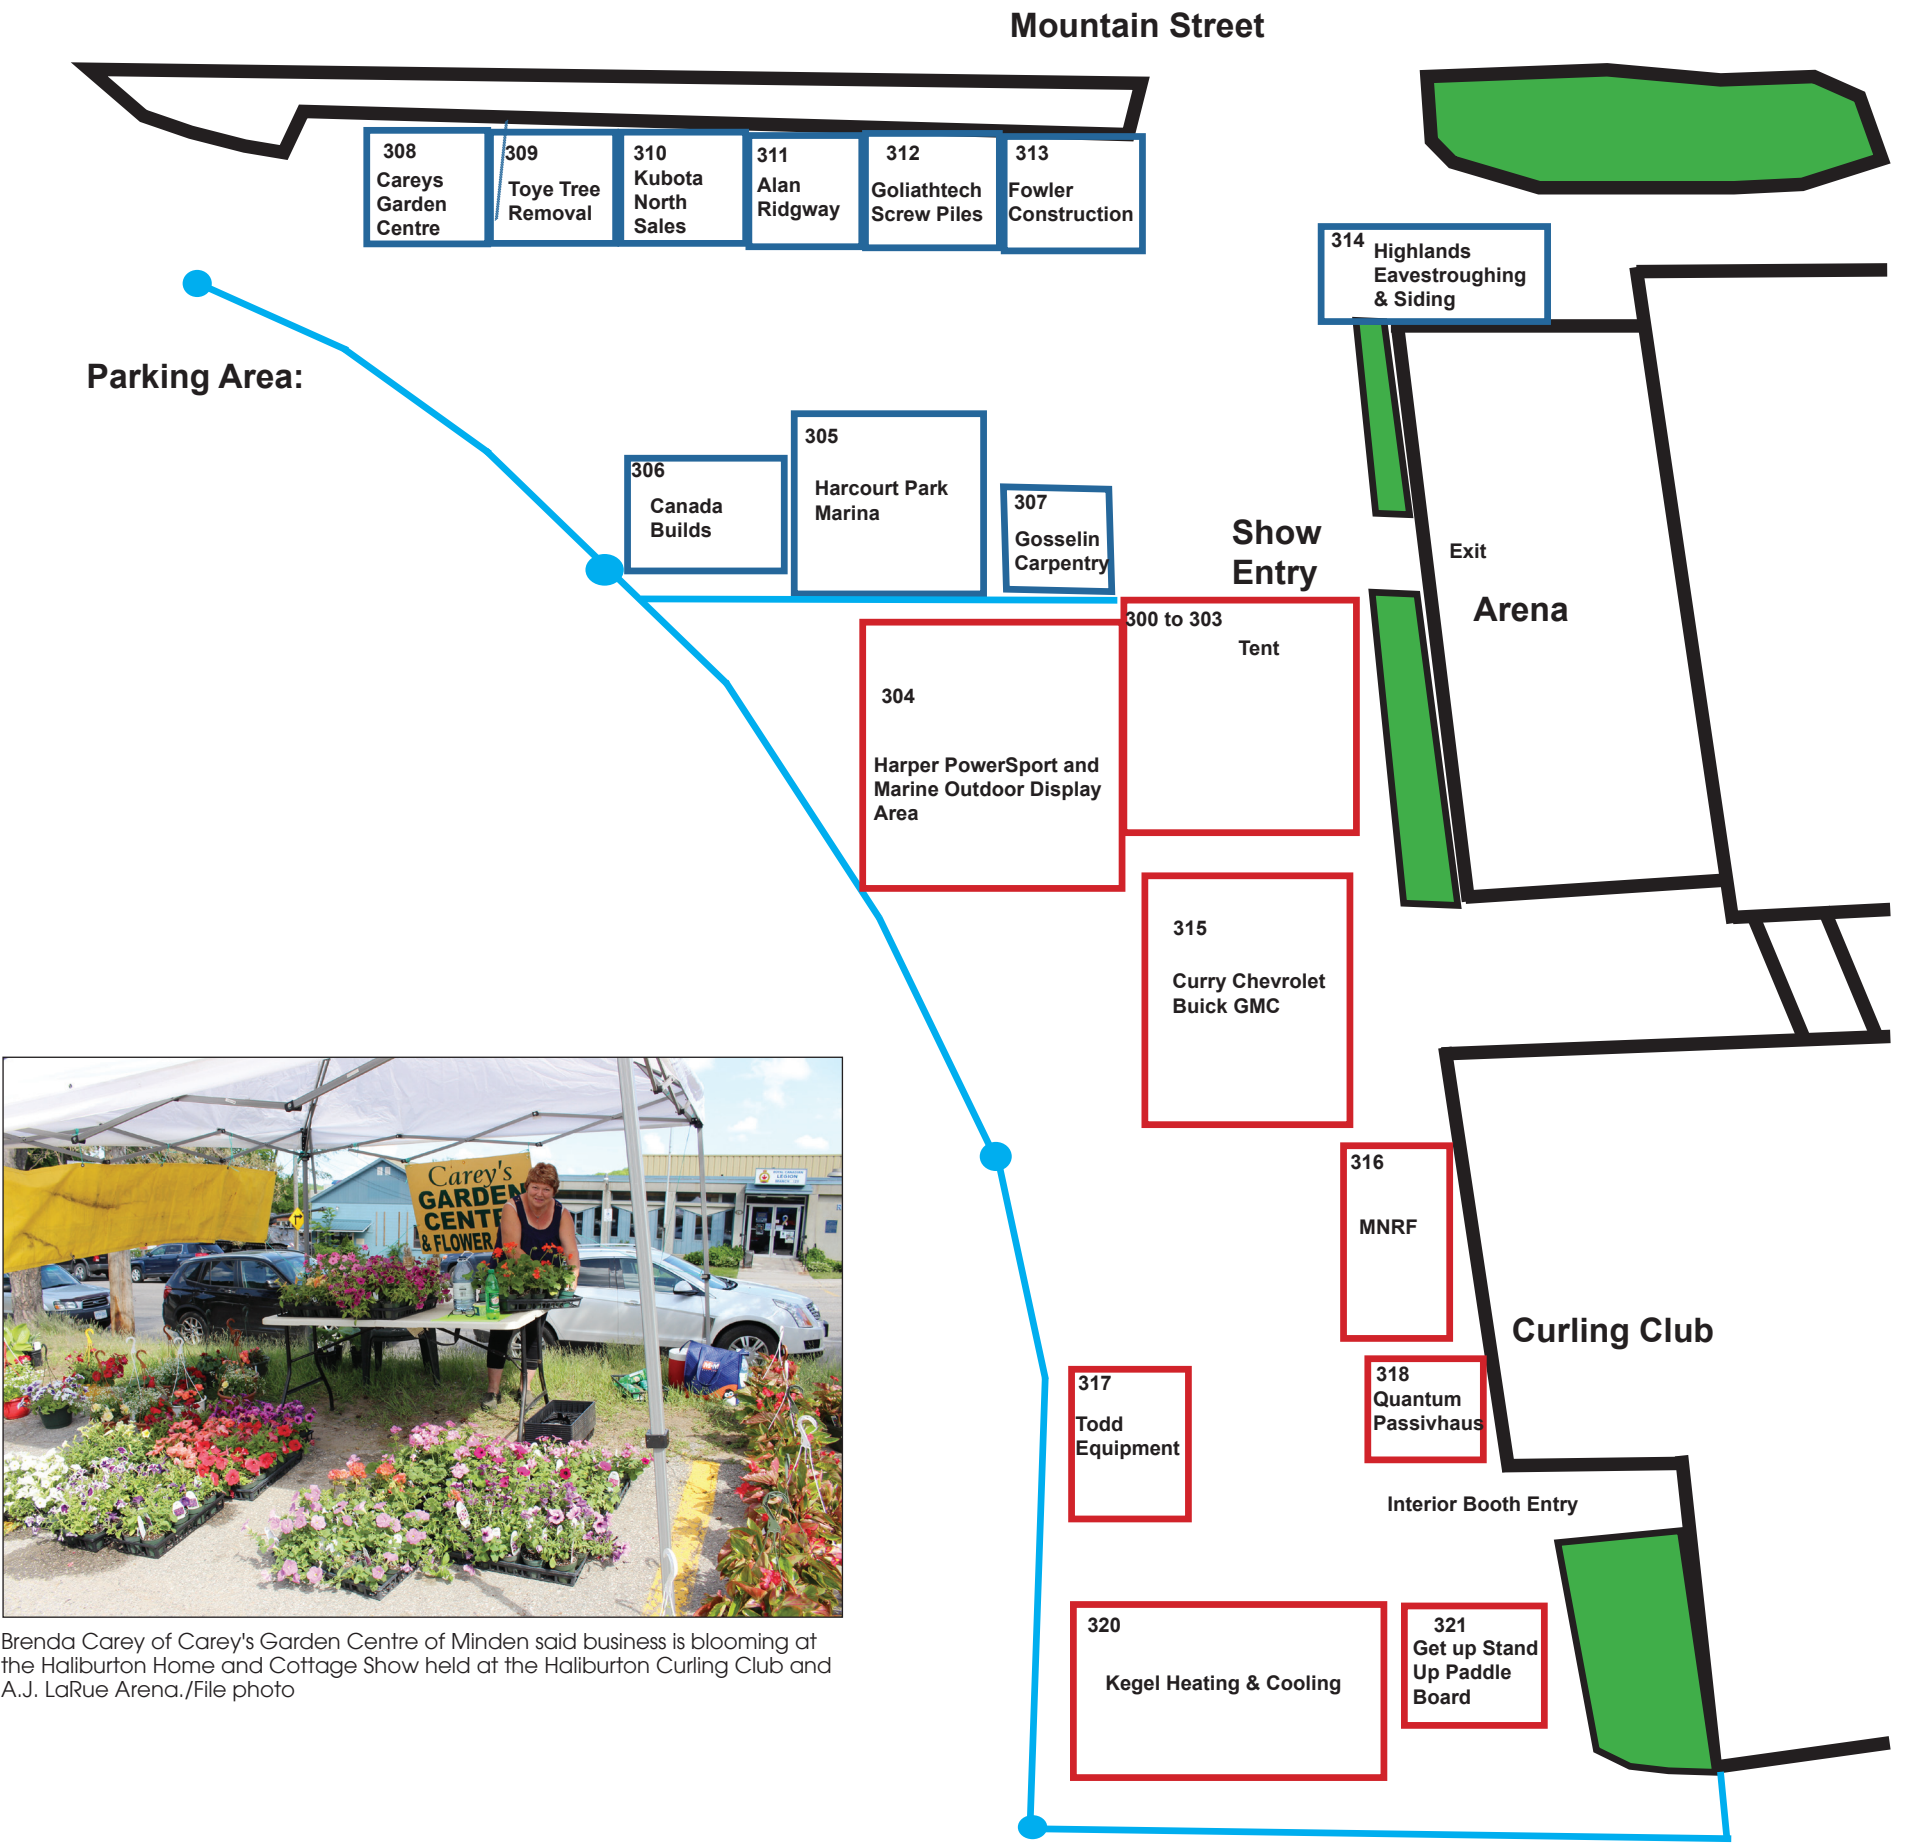 Mountain Street
308
Careys
Garden
Centre
309
Toye Tree
Removal
310
Kubota
North
Sales
311
Alan
Ridgway
312
Goliathtech
Screw Piles
313
Fowler
Construction
314
Highlands
Eavestroughing
& Siding
Parking Area:
306
Canada
Builds
305
Harcourt Park
Marina
307
Gosselin
Carpentry
Show
Entry
Exit
Arena
300 to 303
Tent
304
Harper PowerSport and
Marine Outdoor Display
Area
315
Curry Chevrolet
Buick GMC
316
MNRF
Curling Club
317
Todd
Equipment
318
Quantum
Passivhaus
Interior Booth Entry
320
Kegel Heating & Cooling
321
Get up Stand
Up Paddle
Board
Carey's
GARDEN
CENT
& FLOWER
LEGION
Brenda Carey of Carey's Garden Centre of Minden said business is blooming at
the Haliburton Home and Cottage Show held at the Haliburton Curling Club and
A.J. LaRue Arena./File photo